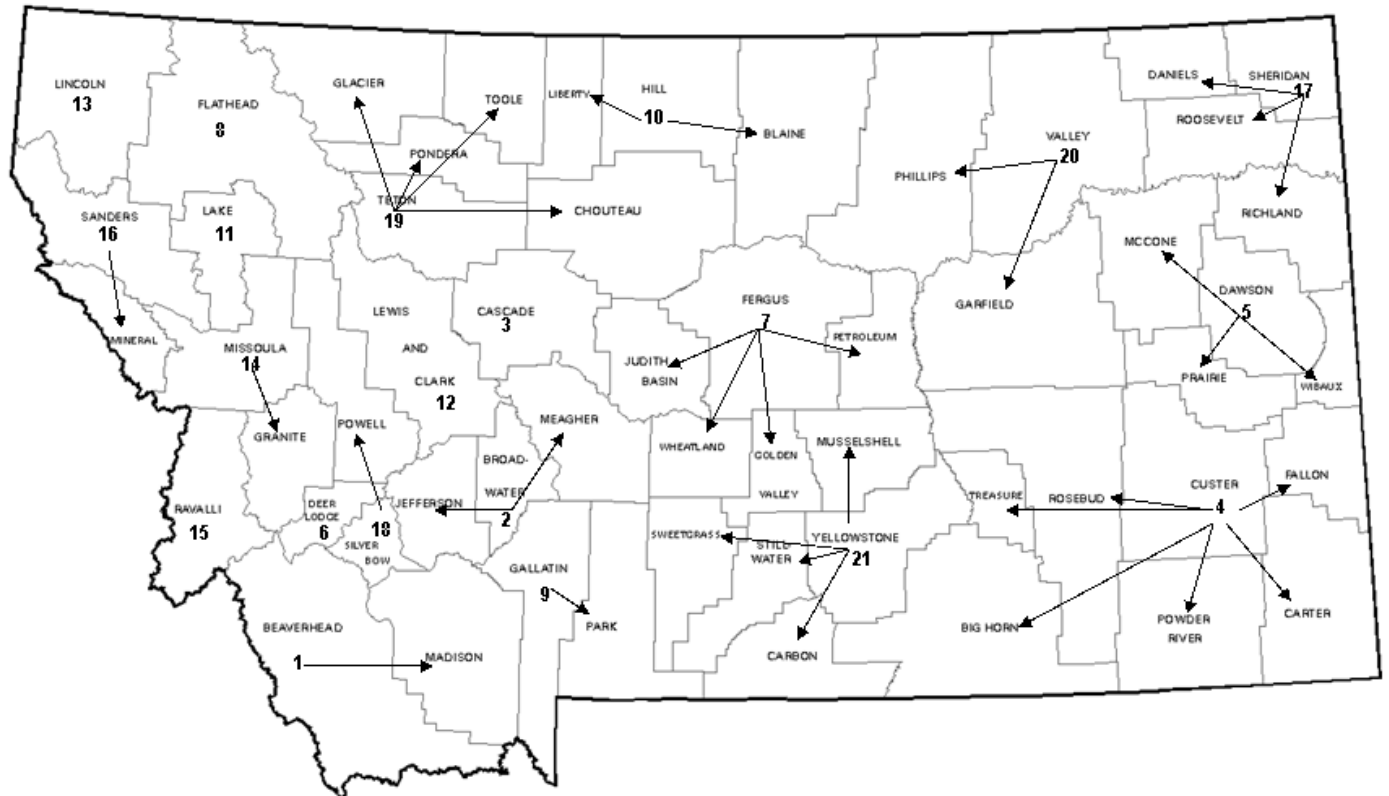 LINCOLN
13
FLATHEAD
8
GLACIER
TOOLE
LIBERTY
HILL
10
BLAINE
PONDERA
TETON
19
CHOUTEAU
PHILLIPS
VALLEY
20
DANIELS
SHERIDAN
17
ROOSEVELT
RICHLAND
SANDERS
16
LAKE
11
MINERAL
MISSOULA
14
LEWIS
AND
CLARK
12
CASCADE
3
JUDITH
BASIN
FERGUS
7
PETROLEUM
GARFIELD
MCCONE
DAWSON
5
PRAIRIE
WIBAUX
GRANITE
POWELL
MEAGHER
WHEATLAND
GOLDEN
VALLEY
MUSSELSHELL
RAVALLI
15
DEER
LODGE
6
18
SILVER
BOW
JEFFERSON
BROAD-
WATER
2
SWEETGRASS
STILL
WATER
YELLOWSTONE
21
TREASURE
ROSEBUD
CUSTER
4
FALLON
BEAVERHEAD
1
MADISON
GALLATIN
9
PARK
CARBON
BIG HORN
POWDER
RIVER
CARTER